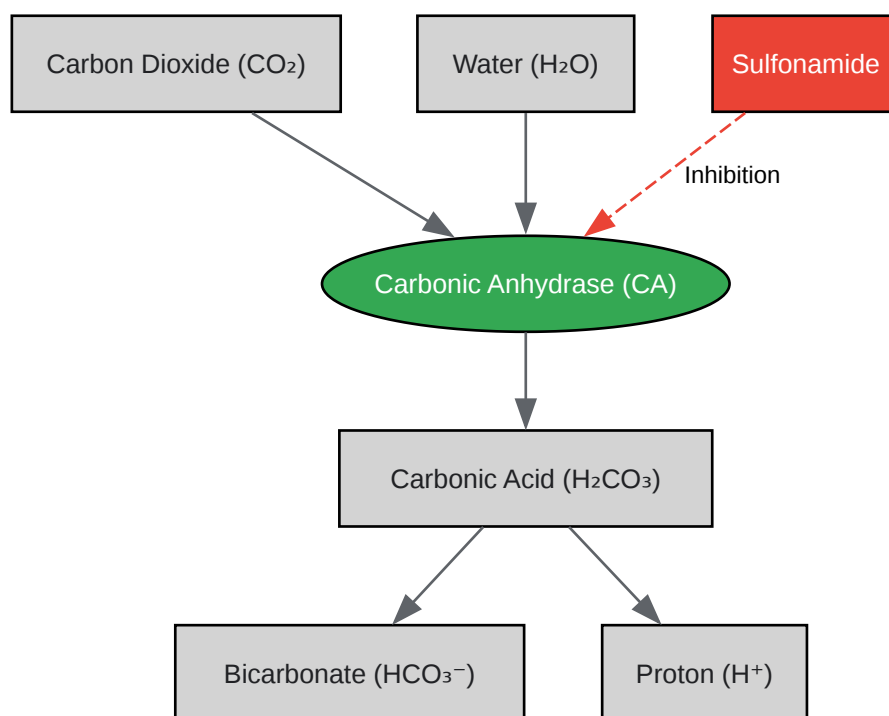 Carbon Dioxide (CO₂)
Water (H₂O)
Sulfonamide
Inhibition
Carbonic Anhydrase (CA)
Carbonic Acid (H₂CO₃)
Bicarbonate (HCO₃⁻)
Proton (H⁺)